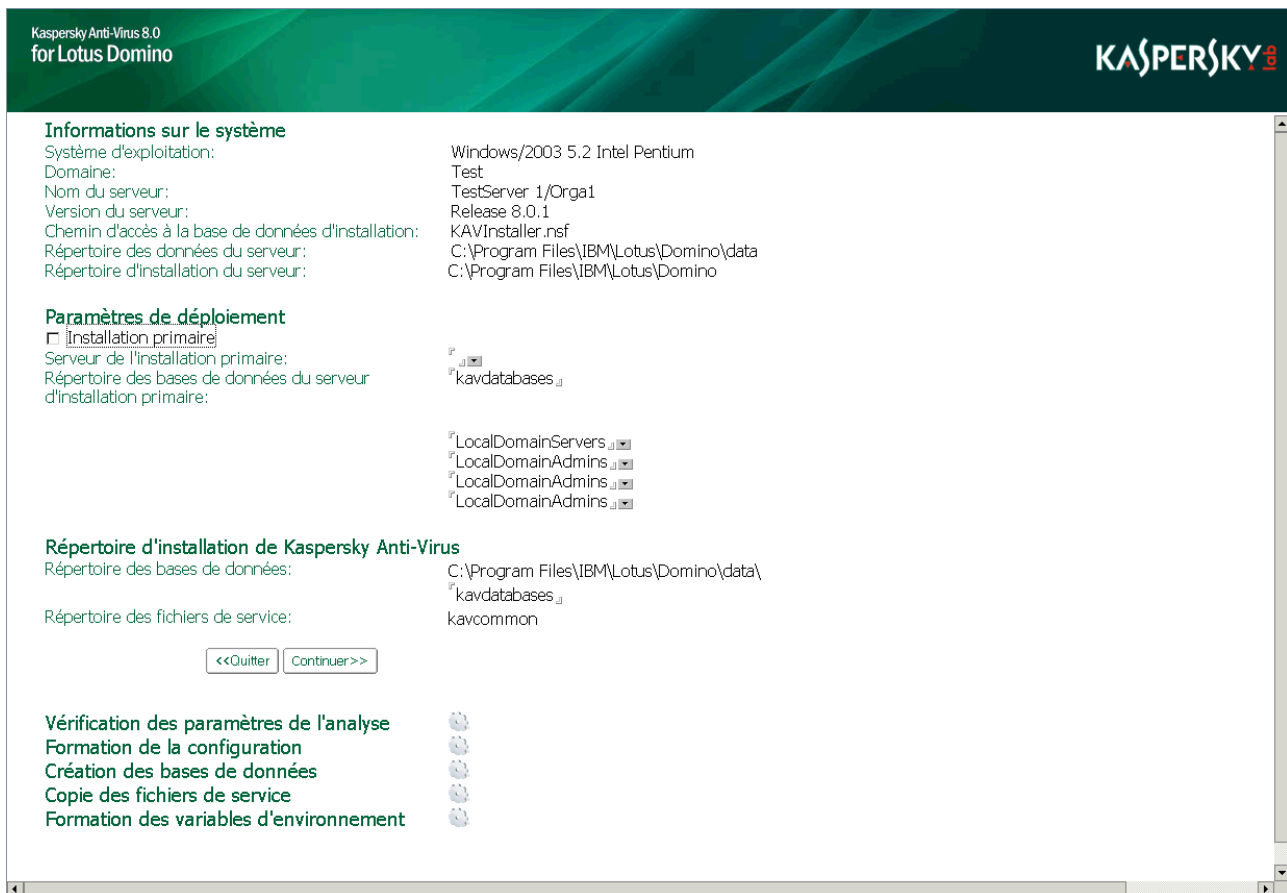 Kaspersky Anti-Virus 8.0
for Lotus Domino
KASPERSKY lab
Informations sur le système
Système d'exploitation: Windows/2003 5.2 Intel Pentium
Domaine: Test
Nom du serveur: TestServer 1/Orga1
Version du serveur: Release 8.0.1
Chemin d'accès à la base de données d'installation: KAVInstaller.nsf
Répertoire des données du serveur: C:\Program Files\IBM\Lotus\Domino\data
Répertoire d'installation du serveur: C:\Program Files\IBM\Lotus\Domino
Paramètres de déploiement
Installation primaire
Serveur de l'installation primaire:
Répertoire des bases de données du serveur kavdatabases
d'installation primaire:
LocalDomainServers
LocalDomainAdmins
LocalDomainAdmins
LocalDomainAdmins
Répertoire d'installation de Kaspersky Anti-Virus
Répertoire des bases de données: C:\Program Files\IBM\Lotus\Domino\data\
kavdatabases
Répertoire des fichiers de service: kavcommon
<<Quitter Continuer>>
Vérification des paramètres de l'analyse
Formation de la configuration
Création des bases de données
Copie des fichiers de service
Formation des variables d'environnement